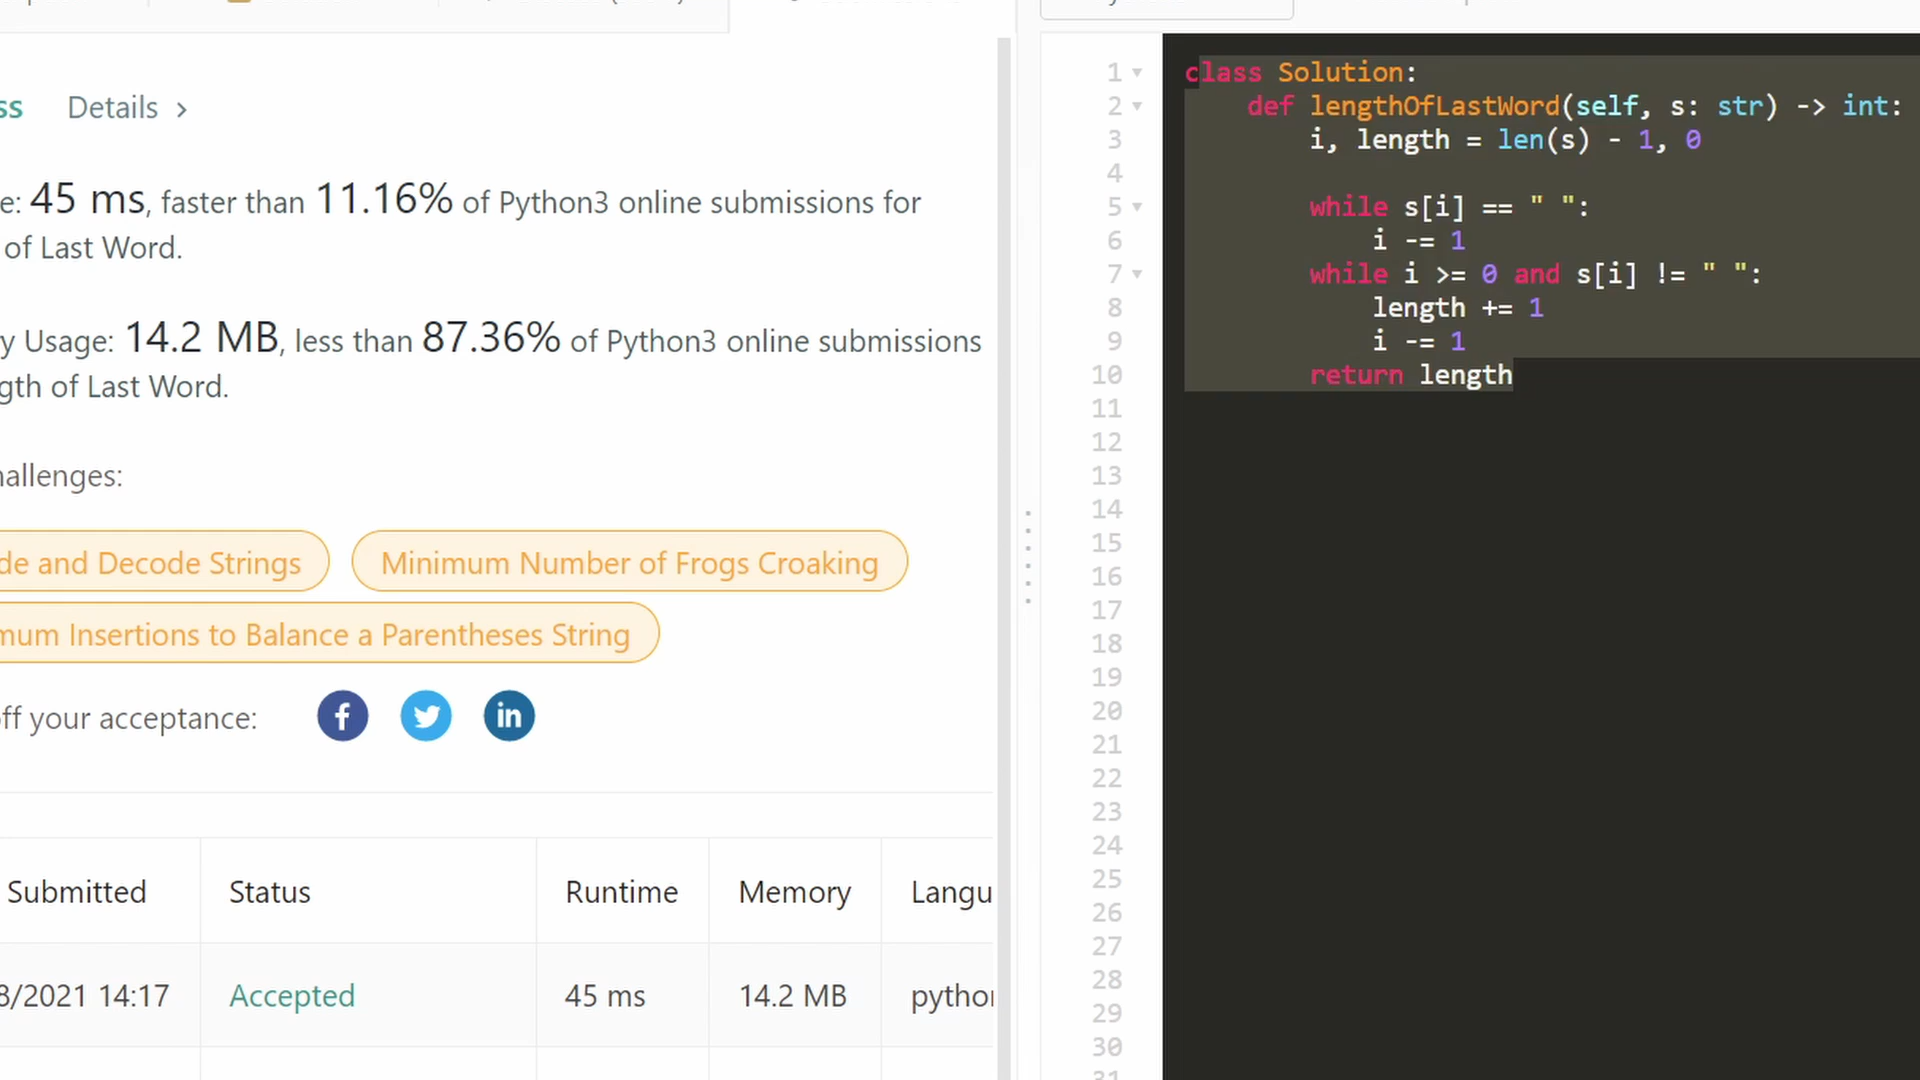 ss Details >
e: 45 ms, faster than 11.16% of Python3 online submissions for
of Last Word.
y Usage: 14.2 MB, less than 87.36% of Python3 online submissions
gth of Last Word.
hallenges:
de and Decode Strings
Minimum Number of Frogs Croaking
mum Insertions to Balance a Parentheses String
ff your acceptance:
f
in
Submitted Status Runtime Memory Langu
8/2021 14:17 Accepted 45 ms 14.2 MB python
1 class Solution:
2 def lengthOfLastWord(self, s: str) -> int:
3 i, length = len(s) - 1, 0
4
5 while s[i] == " ":
6 i -= 1
7 while i >= 0 and s[i] != " ":
8 length += 1
9 i -= 1
10 return length
11
12
13
14
15
16
17
18
19
20
21
22
23
24
25
26
27
28
29
30
31